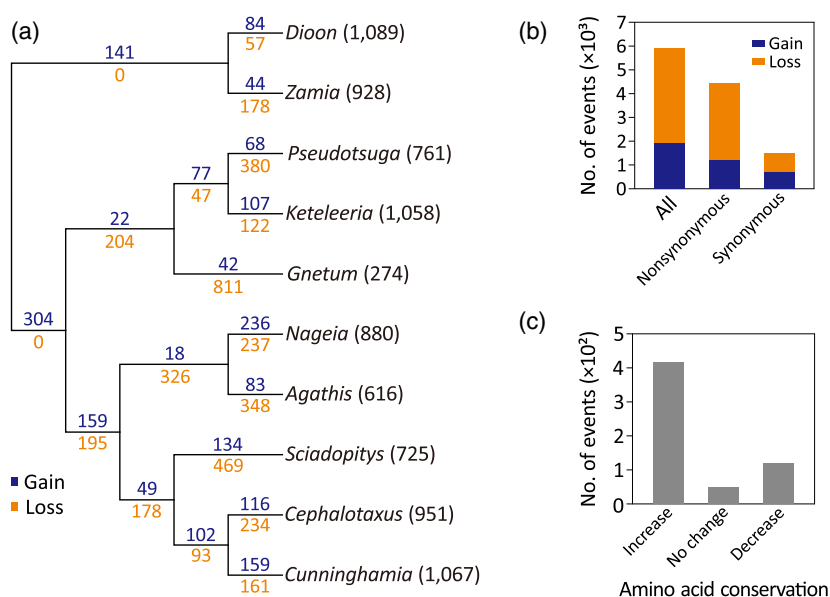 (a)
84
57
Dioon (1,089)
141
0
44
178
Zamia (928)
68
380
Pseudotsuga (761)
77
47
107
122
Keteleeria (1,058)
22
204
42
811
Gnetum (274)
304
0
236
237
Nageia (880)
18
326
83
348
Agathis (616)
159
195
134
469
Sciadopitys (725)
49
178
116
234
Cephalotaxus (951)
102
93
159
161
Cunninghamia (1,067)
Gain
Loss
(b)
No. of events (×10³)
7
6
5
4
3
2
1
0
Gain
Loss
All
Nonsynonymous
Synonymous
(c)
No. of events (×10²)
5
4
3
2
1
0
Increase
No change
Decrease
Amino acid conservation